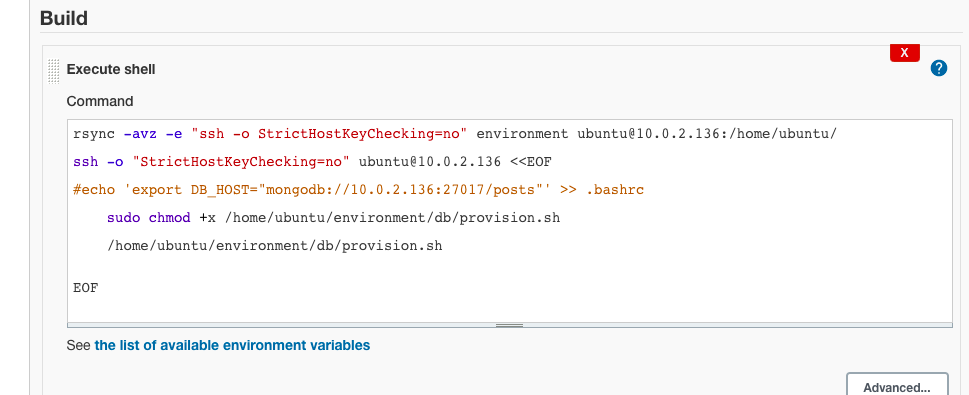 Build
X
Execute shell
?
Command
rsync -avz -e "ssh -o StrictHostKeyChecking=no" environment ubuntu@10.0.2.136:/home/ubuntu/
ssh -o "StrictHostKeyChecking=no" ubuntu@10.0.2.136 <<EOF
#echo 'export DB_HOST="mongodb://10.0.2.136:27017/posts"' >> .bashrc
    sudo chmod +x /home/ubuntu/environment/db/provision.sh
    /home/ubuntu/environment/db/provision.sh
EOF
See the list of available environment variables
Advanced...